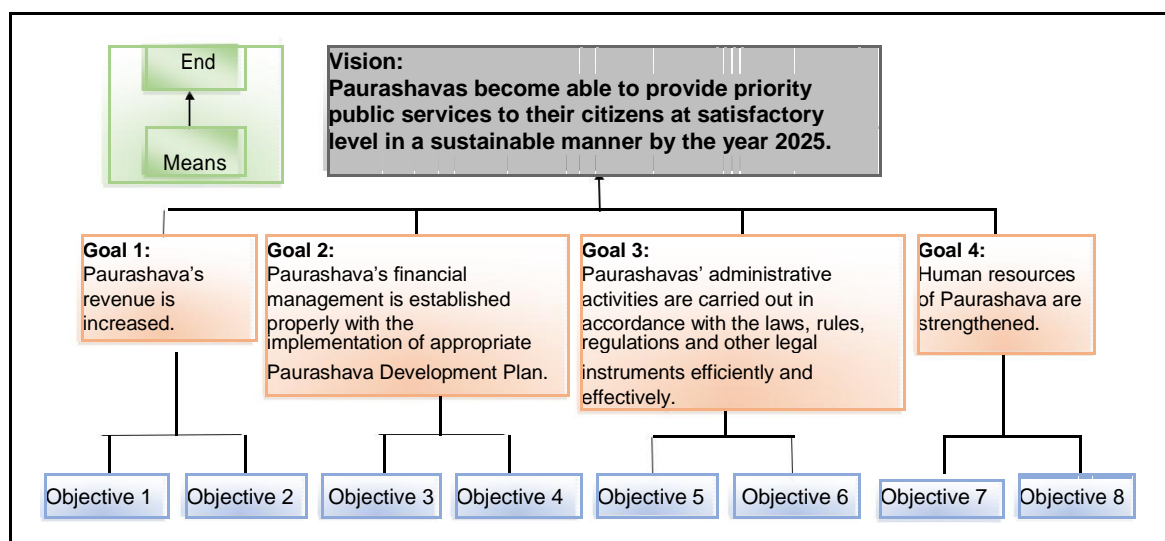 End
Means
Vision:
Paurashavas become able to provide priority
public services to their citizens at satisfactory
level in a sustainable manner by the year 2025.
Goal 1:
Paurashava’s
revenue is
increased.
Goal 2:
Paurashava’s financial
management is established
properly with the
implementation of appropriate
Paurashava Development Plan.
Goal 3:
Paurashavas’ administrative
activities are carried out in
accordance with the laws, rules,
regulations and other legal
instruments efficiently and
effectively.
Goal 4:
Human resources
of Paurashava are
strengthened.
Objective 1
Objective 2
Objective 3
Objective 4
Objective 5
Objective 6
Objective 7
Objective 8